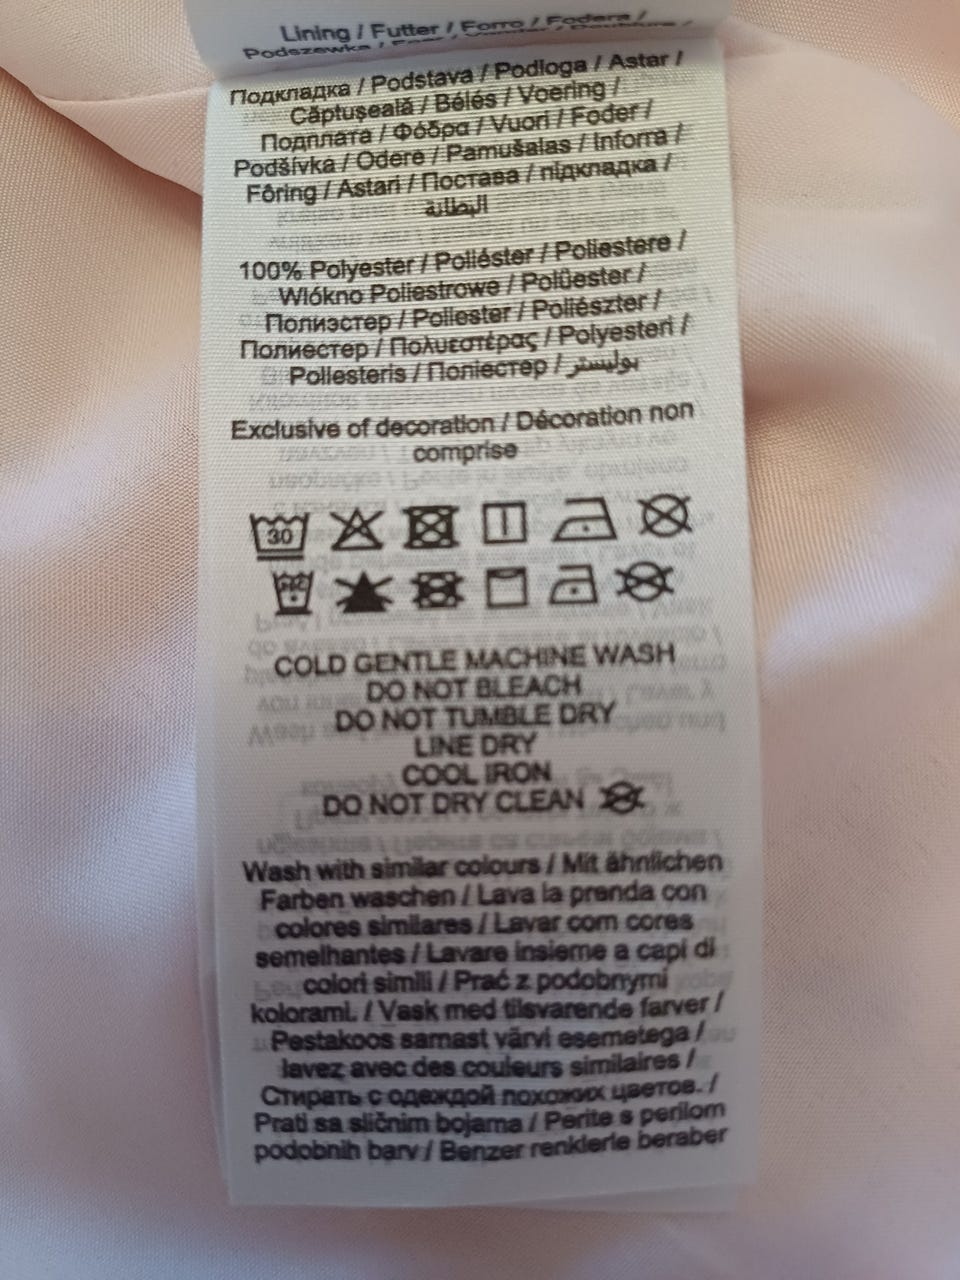 Lining / Futter / Forro / Fodera /
Podszewka /
Подкладка / Podstava / Podloga / Astar /
Căptușeală / Bélés / Voering /
Подплата / Φόδρα / Vuori / Foder /
Podšívka / Odere / Pamušalas / Inforra /
Fôring / Astari / Постава / підкладка /
البطانة
100% Polyester / Poliéster / Poliestere /
Wlókno Poliestrowe / Polüester /
Полиэстер / Poliester / Poliészter /
Полиестер / Πολυεστέρας / Polyesteri /
Poliesteris / Поліестер / بوليستر
Exclusive of decoration / Décoration non
comprise
30
COLD GENTLE MACHINE WASH
DO NOT BLEACH
DO NOT TUMBLE DRY
LINE DRY
COOL IRON
DO NOT DRY CLEAN
Wash with similar colours / Mit ähnlichen
Farben waschen / Lava la prenda con
colores similares / Lavar com cores
semelhantes / Lavare insieme a capi di
colori simili / Prać z podobnymi
kolorami. / Vask med tilsvarende farver /
Pestakoos samast värvi esemetega /
lavez avec des couleurs similaires /
Стирать с одеждой похожих цветов. /
Prati sa sličnim bojama / Perite s perilom
podobnih barv / Benzer renklerle beraber